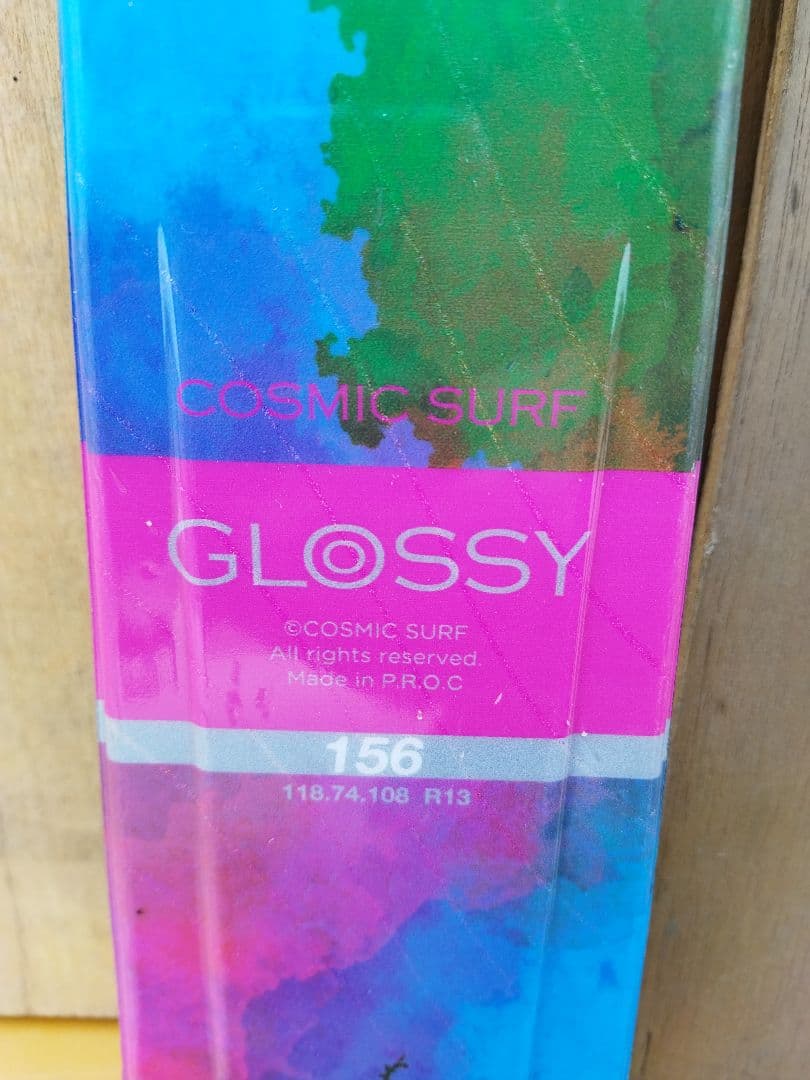 COSMIC SURF
GLOSSY
©COSMIC SURF
All rights reserved.
Made in P.R.O.C
156
118.74.108 R13